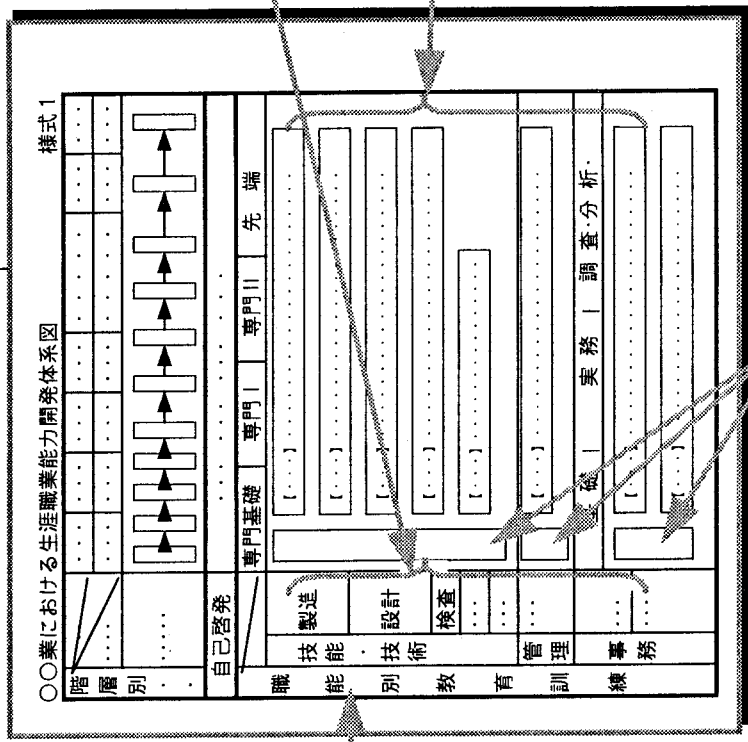 〇〇業における生涯職業能力開発体系図
様式1
階層別・・
自己啓発
専門基礎
専門Ⅰ
専門Ⅱ
先端
職能別教育訓練
技能・技術
製造
設計
検査
管理
礎 | 実務 | 調査・分析・
事務
【・・・】
【・・・】
【・・・】
【・・・】
【・・・】
【・・・】
【・・・】